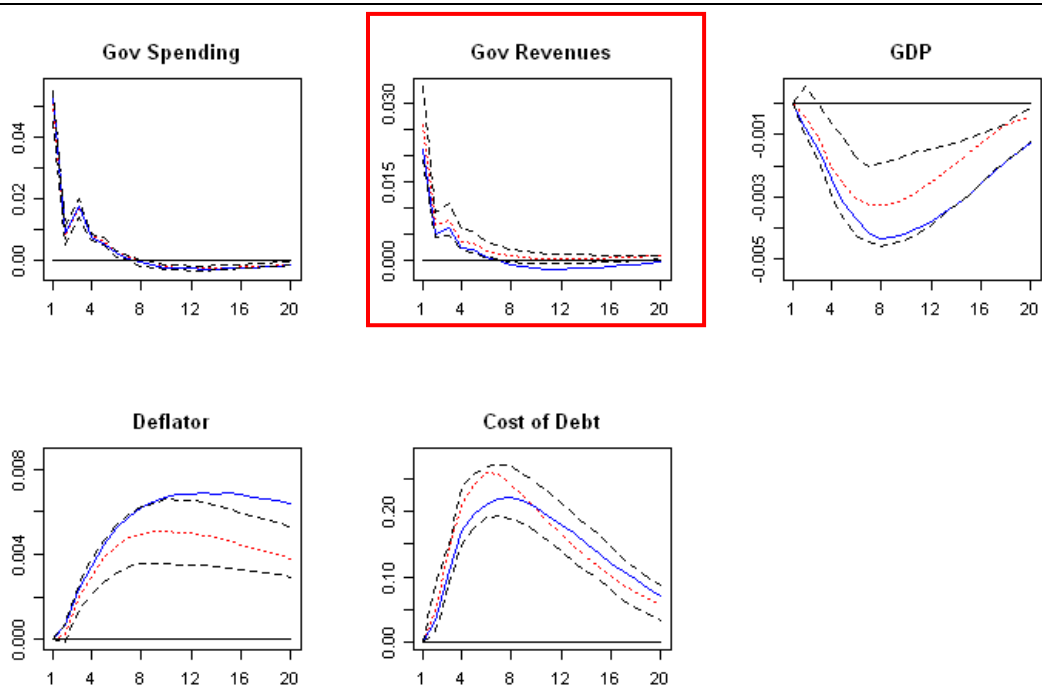 Gov Spending
Gov Revenues
GDP
0.04
0.02
0.00
1 4 8 12 16 20
0.030
0.015
0.000
1 4 8 12 16 20
-0.001
-0.003
-0.005
1 4 8 12 16 20
Deflator
Cost of Debt
0.008
0.004
0.000
1 4 8 12 16 20
0.20
0.10
0.00
1 4 8 12 16 20